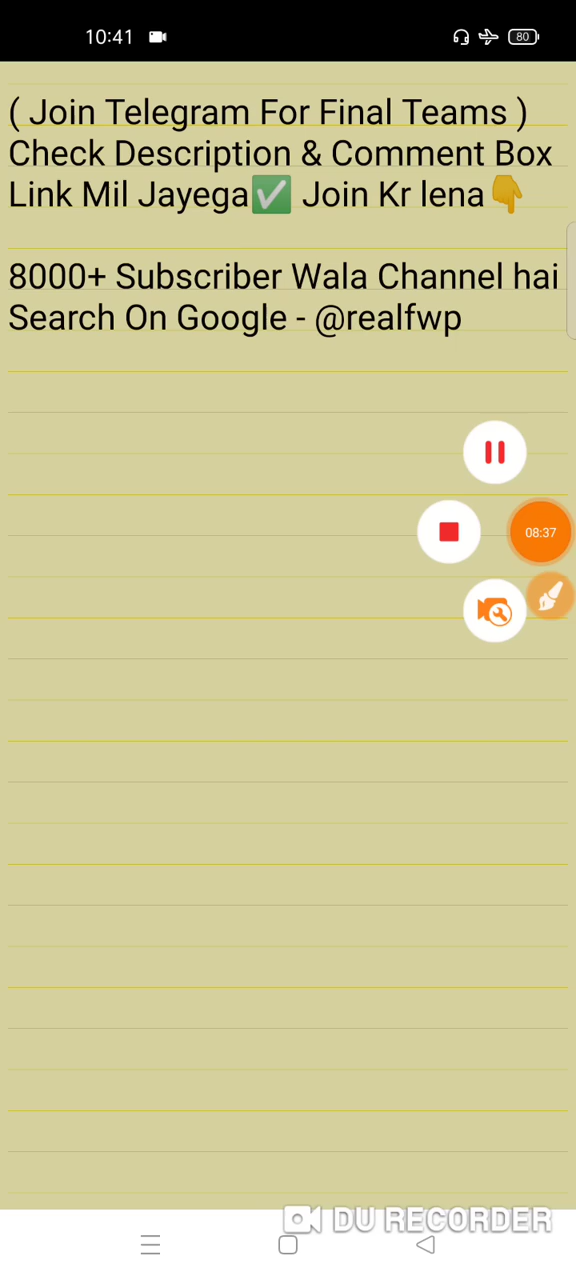 10:41
80
( Join Telegram For Final Teams )
Check Description & Comment Box
Link Mil Jayega✅ Join Kr lena👇
8000+ Subscriber Wala Channel hai
Search On Google - @realfwp
08:37
DU RECORDER